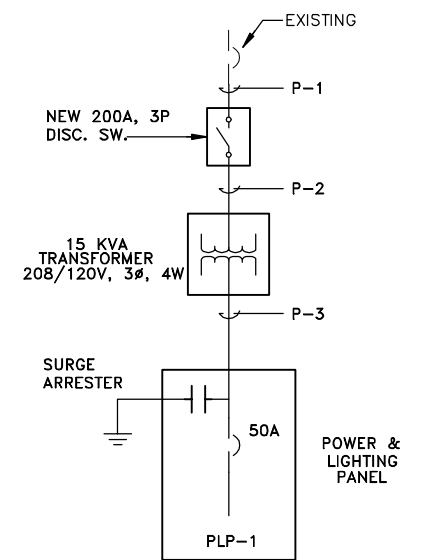 EXISTING
P-1
NEW 200A, 3P
DISC. SW.
P-2
15 KVA
TRANSFORMER
208/120V, 3ø, 4W
P-3
SURGE
ARRESTER
50A
POWER &
LIGHTING
PANEL
PLP-1